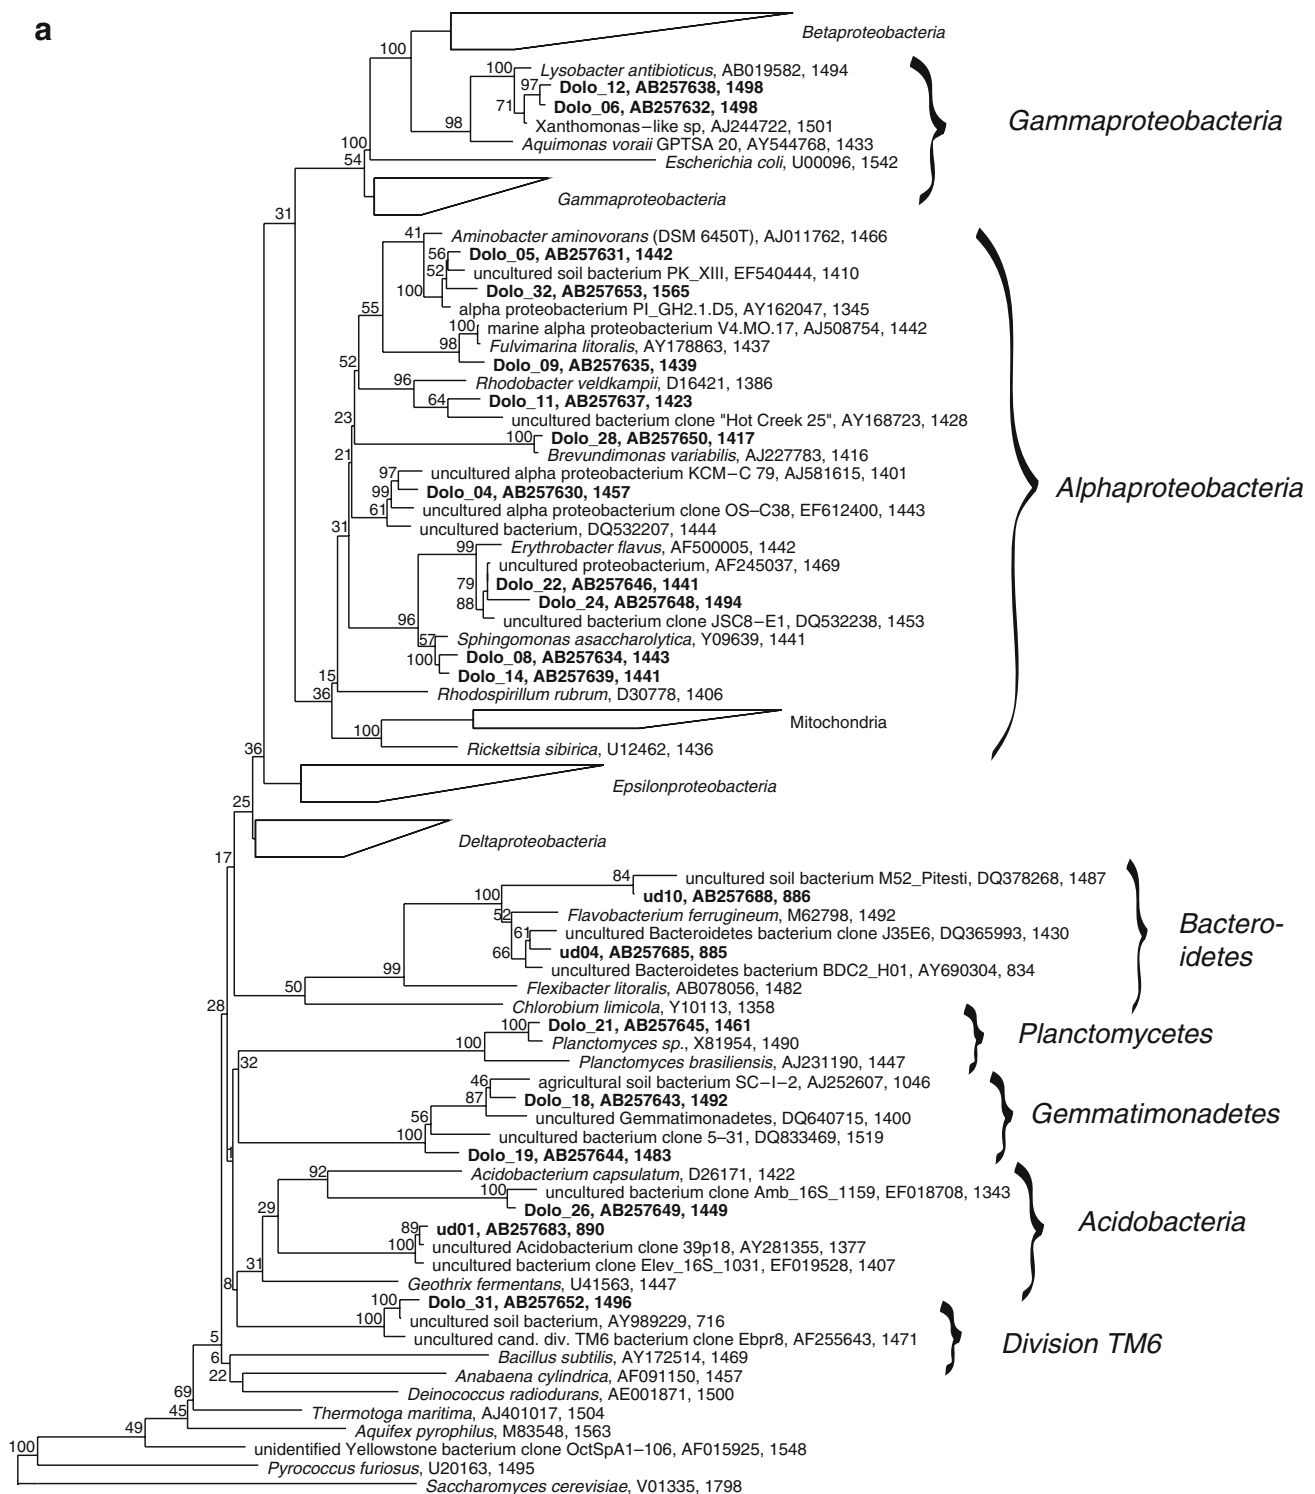 a
Betaproteobacteria
100
100 Lysobacter antibioticus, AB019582, 1494
97 Dolo_12, AB257638, 1498
71 Dolo_06, AB257632, 1498
Gammaproteobacteria
Xanthomonas–like sp, AJ244722, 1501
98
Aquimonas voraii GPTSA 20, AY544768, 1433
100
54
Escherichia coli, U00096, 1542
Gammaproteobacteria
31
41 Aminobacter aminovorans (DSM 6450T), AJ011762, 1466
56 Dolo_05, AB257631, 1442
52 uncultured soil bacterium PK_XIII, EF540444, 1410
100 Dolo_32, AB257653, 1565
55 alpha proteobacterium PI_GH2.1.D5, AY162047, 1345
100 marine alpha proteobacterium V4.MO.17, AJ508754, 1442
98 Fulvimarina litoralis, AY178863, 1437
52 Dolo_09, AB257635, 1439
96 Rhodobacter veldkampii, D16421, 1386
64 Dolo_11, AB257637, 1423
23 uncultured bacterium clone "Hot Creek 25", AY168723, 1428
100 Dolo_28, AB257650, 1417
21 Brevundimonas variabilis, AJ227783, 1416
97 uncultured alpha proteobacterium KCM–C 79, AJ581615, 1401
99 Dolo_04, AB257630, 1457
Alphaproteobacteria
61 uncultured alpha proteobacterium clone OS–C38, EF612400, 1443
31 uncultured bacterium, DQ532207, 1444
99 Erythrobacter flavus, AF500005, 1442
uncultured proteobacterium, AF245037, 1469
79 Dolo_22, AB257646, 1441
88 Dolo_24, AB257648, 1494
96 uncultured bacterium clone JSC8–E1, DQ532238, 1453
57 Sphingomonas asaccharolytica, Y09639, 1441
100 Dolo_08, AB257634, 1443
15 Dolo_14, AB257639, 1441
36 Rhodospirillum rubrum, D30778, 1406
Mitochondria
100 Rickettsia sibirica, U12462, 1436
36
Epsilonproteobacteria
25
Deltaproteobacteria
17
84 uncultured soil bacterium M52_Pitesti, DQ378268, 1487
100 ud10, AB257688, 886
52 Flavobacterium ferrugineum, M62798, 1492
61 uncultured Bacteroidetes bacterium clone J35E6, DQ365993, 1430
66 ud04, AB257685, 885
Bactero-
idetes
99 uncultured Bacteroidetes bacterium BDC2_H01, AY690304, 834
50 Flexibacter litoralis, AB078056, 1482
28 Chlorobium limicola, Y10113, 1358
100 Dolo_21, AB257645, 1461
100 Planctomyces sp., X81954, 1490
Planctomycetes
32 Planctomyces brasiliensis, AJ231190, 1447
46 agricultural soil bacterium SC–I–2, AJ252607, 1046
87 Dolo_18, AB257643, 1492
56 uncultured Gemmatimonadetes, DQ640715, 1400
Gemmatimonadetes
100 uncultured bacterium clone 5–31, DQ833469, 1519
1 Dolo_19, AB257644, 1483
92 Acidobacterium capsulatum, D26171, 1422
100 uncultured bacterium clone Amb_16S_1159, EF018708, 1343
29 Dolo_26, AB257649, 1449
Acidobacteria
89 ud01, AB257683, 890
100 uncultured Acidobacterium clone 39p18, AY281355, 1377
31 uncultured bacterium clone Elev_16S_1031, EF019528, 1407
8 Geothrix fermentans, U41563, 1447
100 Dolo_31, AB257652, 1496
100 uncultured soil bacterium, AY989229, 716
5 uncultured cand. div. TM6 bacterium clone Ebpr8, AF255643, 1471
Division TM6
6 Bacillus subtilis, AY172514, 1469
22 Anabaena cylindrica, AF091150, 1457
69 Deinococcus radiodurans, AE001871, 1500
45 Thermotoga maritima, AJ401017, 1504
49 Aquifex pyrophilus, M83548, 1563
100 unidentified Yellowstone bacterium clone OctSpA1–106, AF015925, 1548
Pyrococcus furiosus, U20163, 1495
Saccharomyces cerevisiae, V01335, 1798